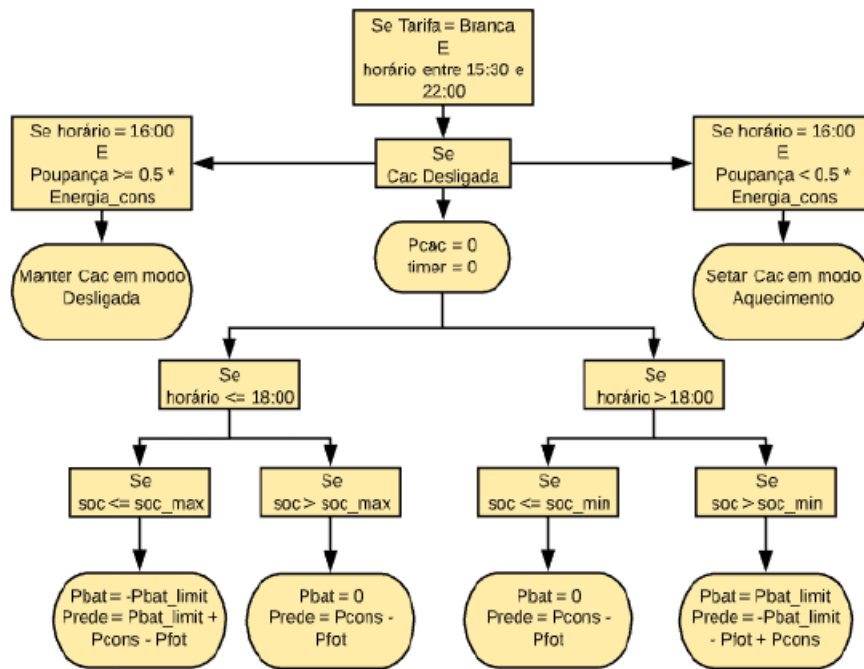 Se Tarifa = Branca
E
horário entre 15:30 e
22:00
Se horário = 16:00
E
Poupança >= 0.5 *
Energia_cons
Se
Cac Desligada
Se horário = 16:00
E
Poupança < 0.5 *
Energia_cons
Manter Cac em modo
Desligada
Pcac = 0
timer = 0
Setar Cac em modo
Aquecimento
Se
horário <= 18:00
Se
horário > 18:00
Se
soc <= soc_max
Se
soc > soc_max
Se
soc <= soc_min
Se
soc > soc_min
Pbat = -Pbat_limit
Prede = Pbat_limit +
Pcons - Pfot
Pbat = 0
Prede = Pcons -
Pfot
Pbat = 0
Prede = Pcons -
Pfot
Pbat = Pbat_limit
Prede = -Pbat_limit
- Pfot + Pcons